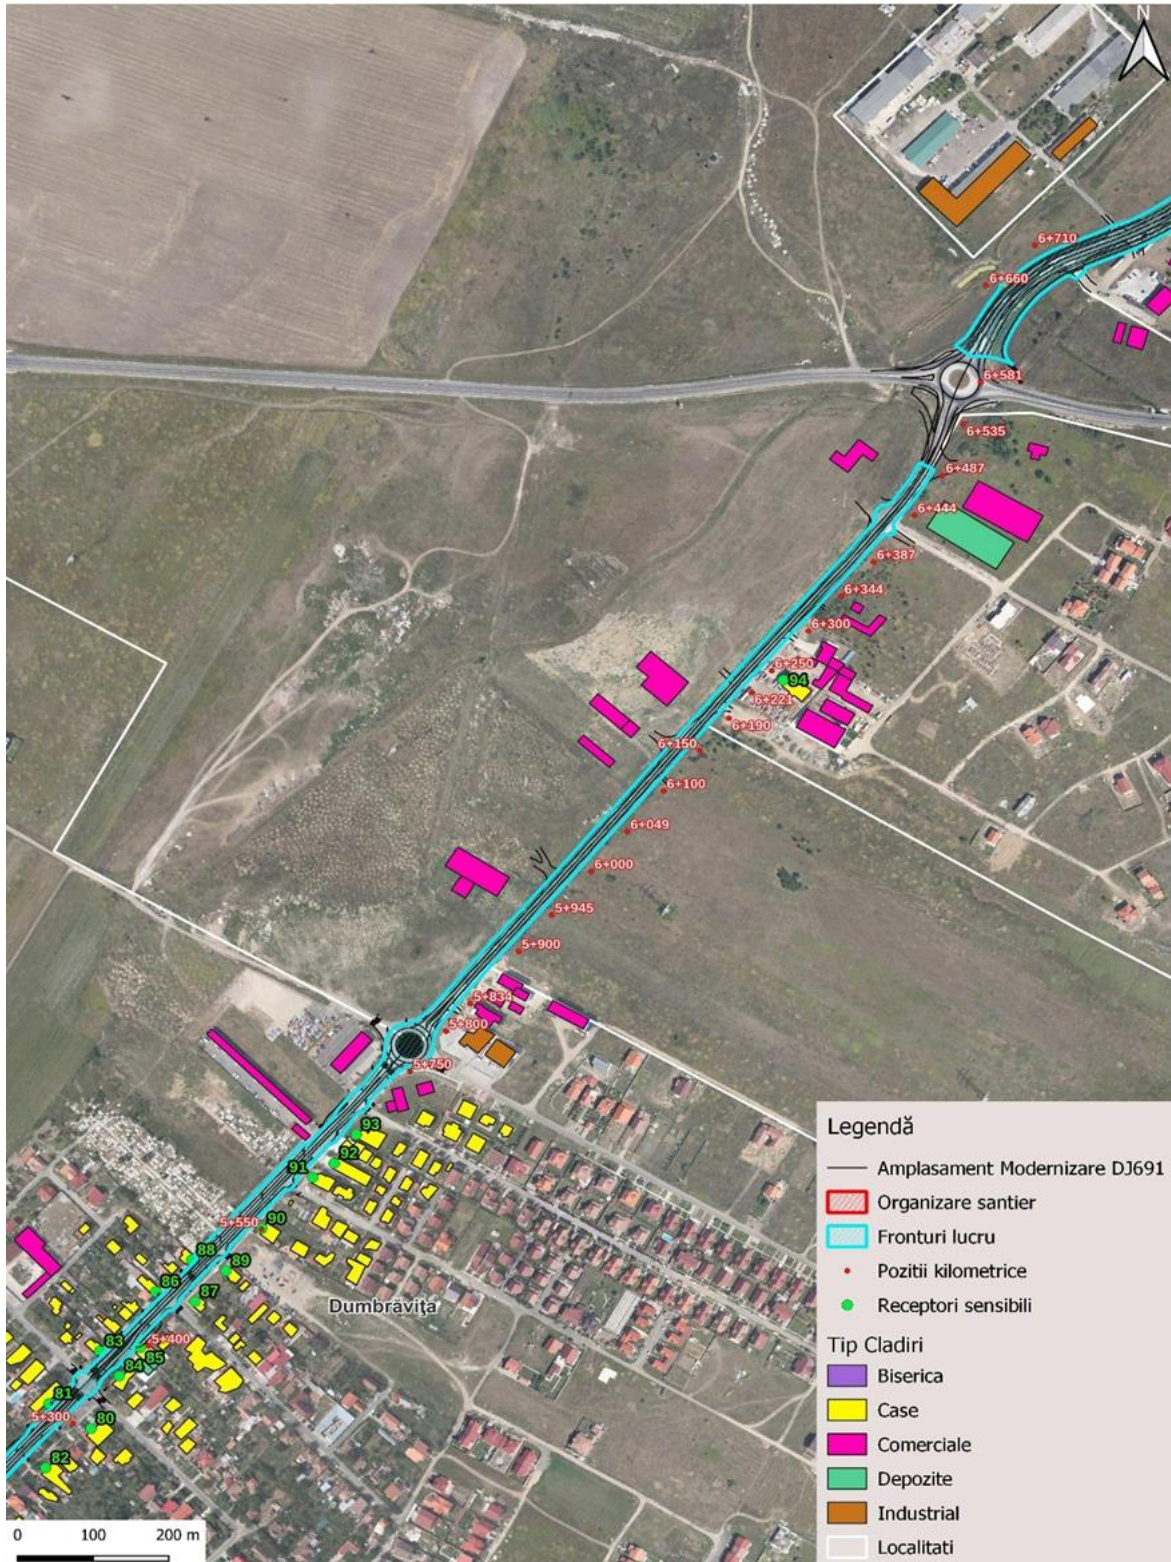 N
6+710
6+660
6+581
6+535
6+487
6+444
6+387
6+344
6+300
6+250
94
6+221
6+190
6+150
6+100
6+049
6+000
5+945
5+900
5+834
5+800
5+750
93
92
91
90
5+550
88
89
86
87
Dumbrăvița
83
5+400
85
84
81
5+300
80
82
0 100 200 m
Legendă
Amplasament Modernizare DJ691
Organizare santier
Fronturi lucru
Pozitii kilometrice
Receptori sensibili
Tip Cladiri
Biserica
Case
Comerciale
Depozite
Industrial
Localitati